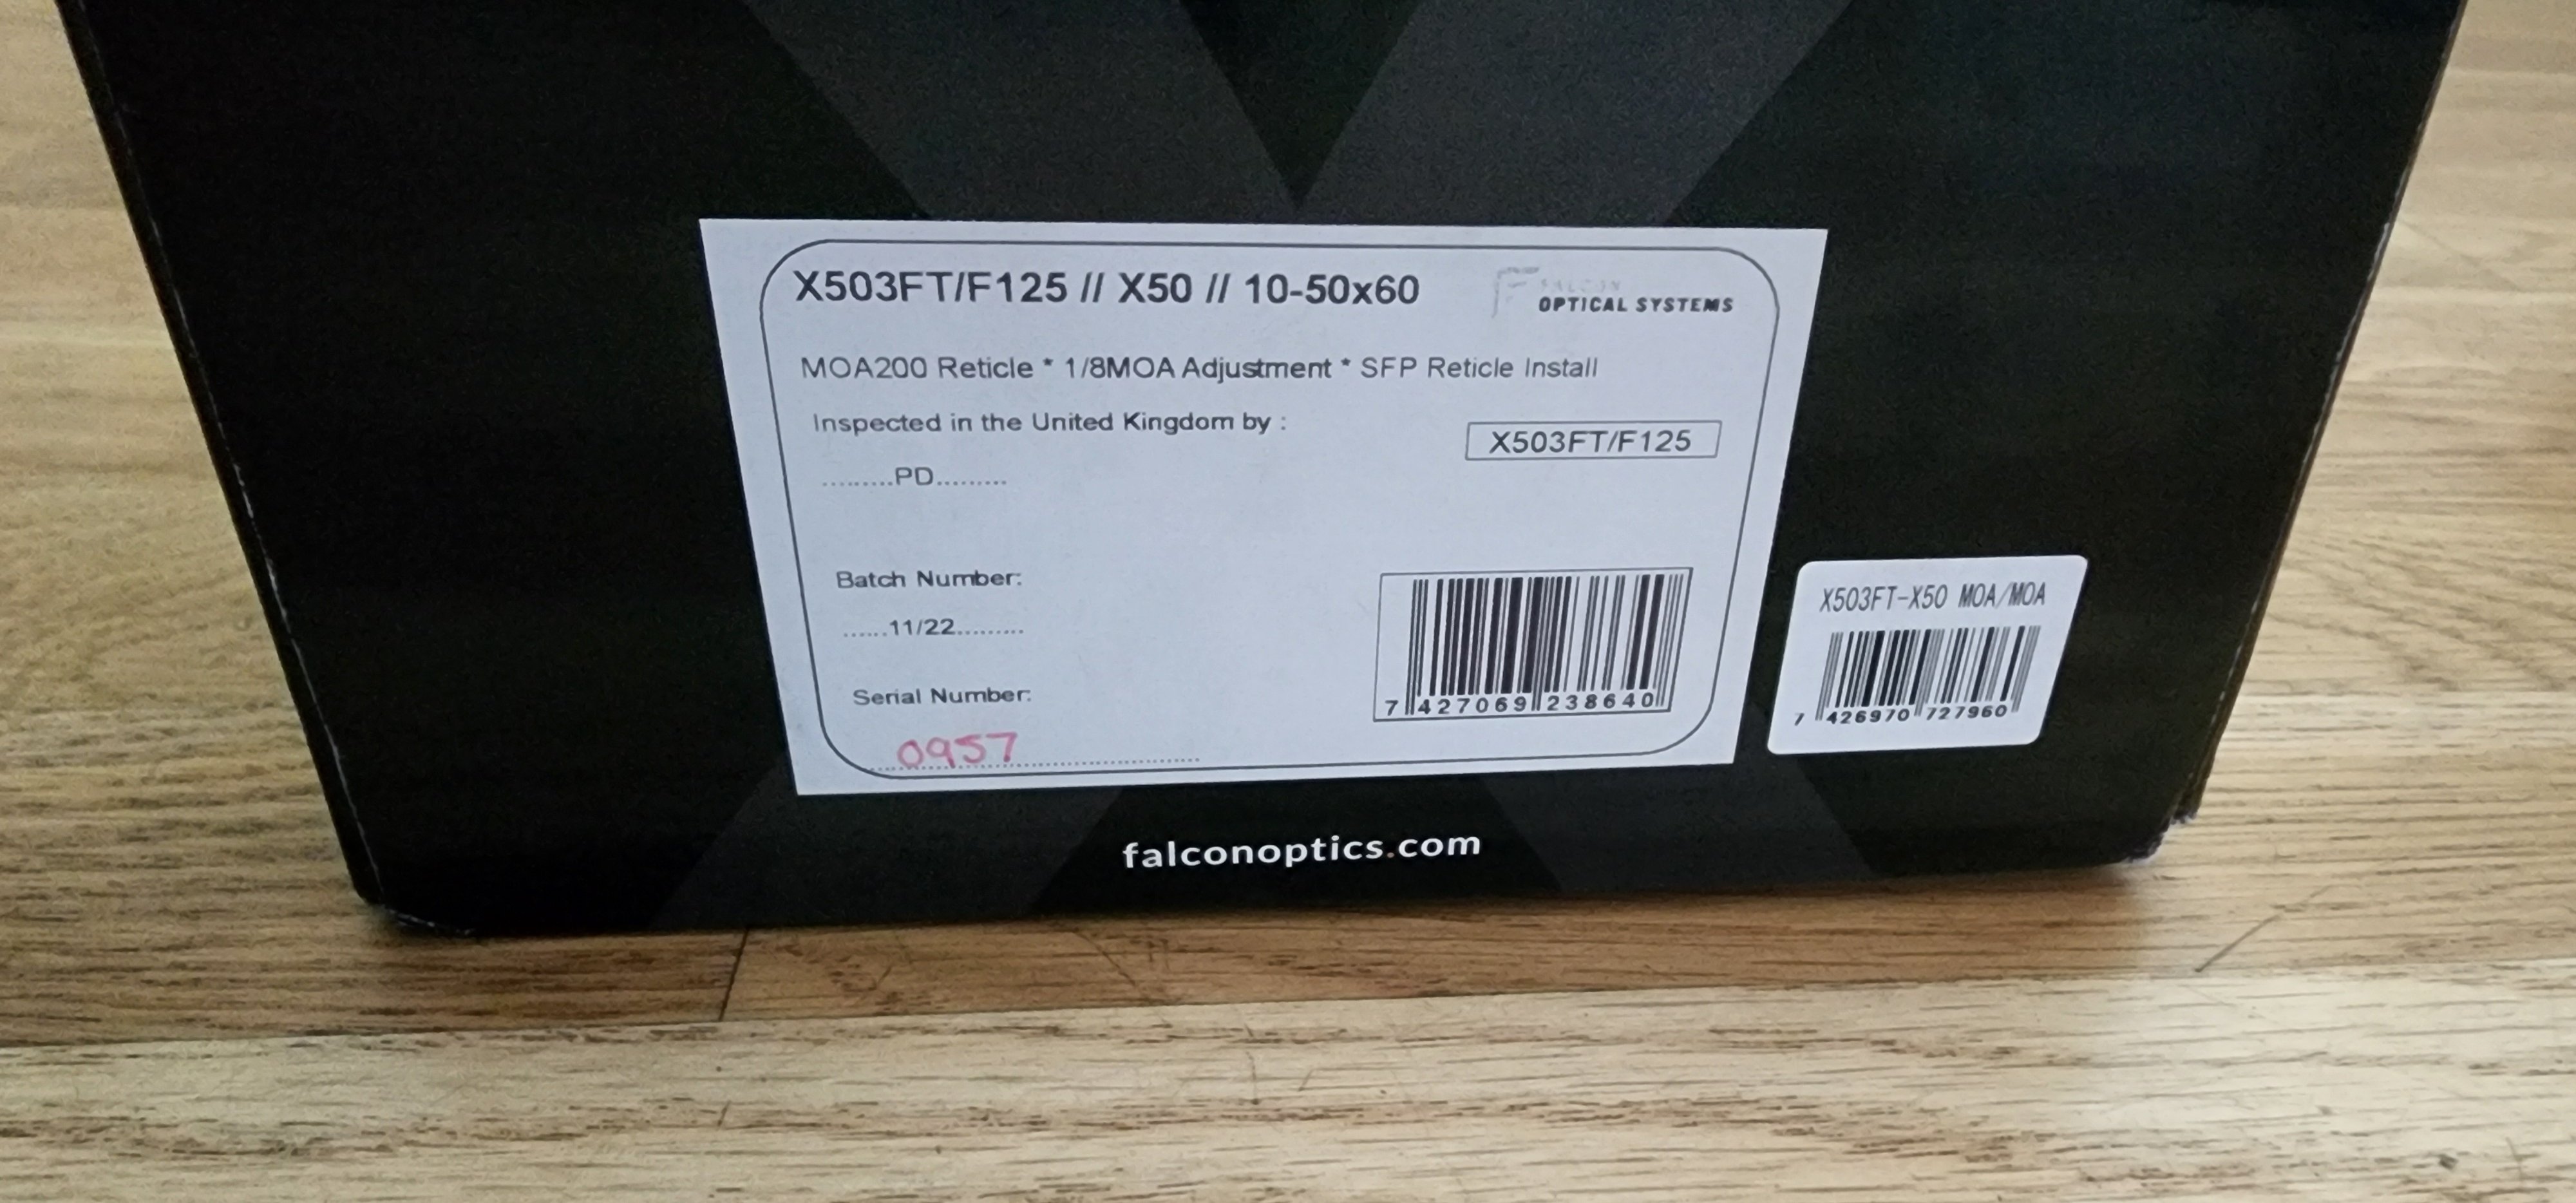 X503FT/F125 // X50 // 10-50x60
FALCON
OPTICAL SYSTEMS
MOA200 Reticle * 1/8MOA Adjustment * SFP Reticle Install
Inspected in the United Kingdom by :
X503FT/F125
.........PD.........
Batch Number:
......11/22.........
Serial Number:
0957
7 427069 238640
X503FT-X50 MOA/MOA
7 426970 727960
falconoptics.com